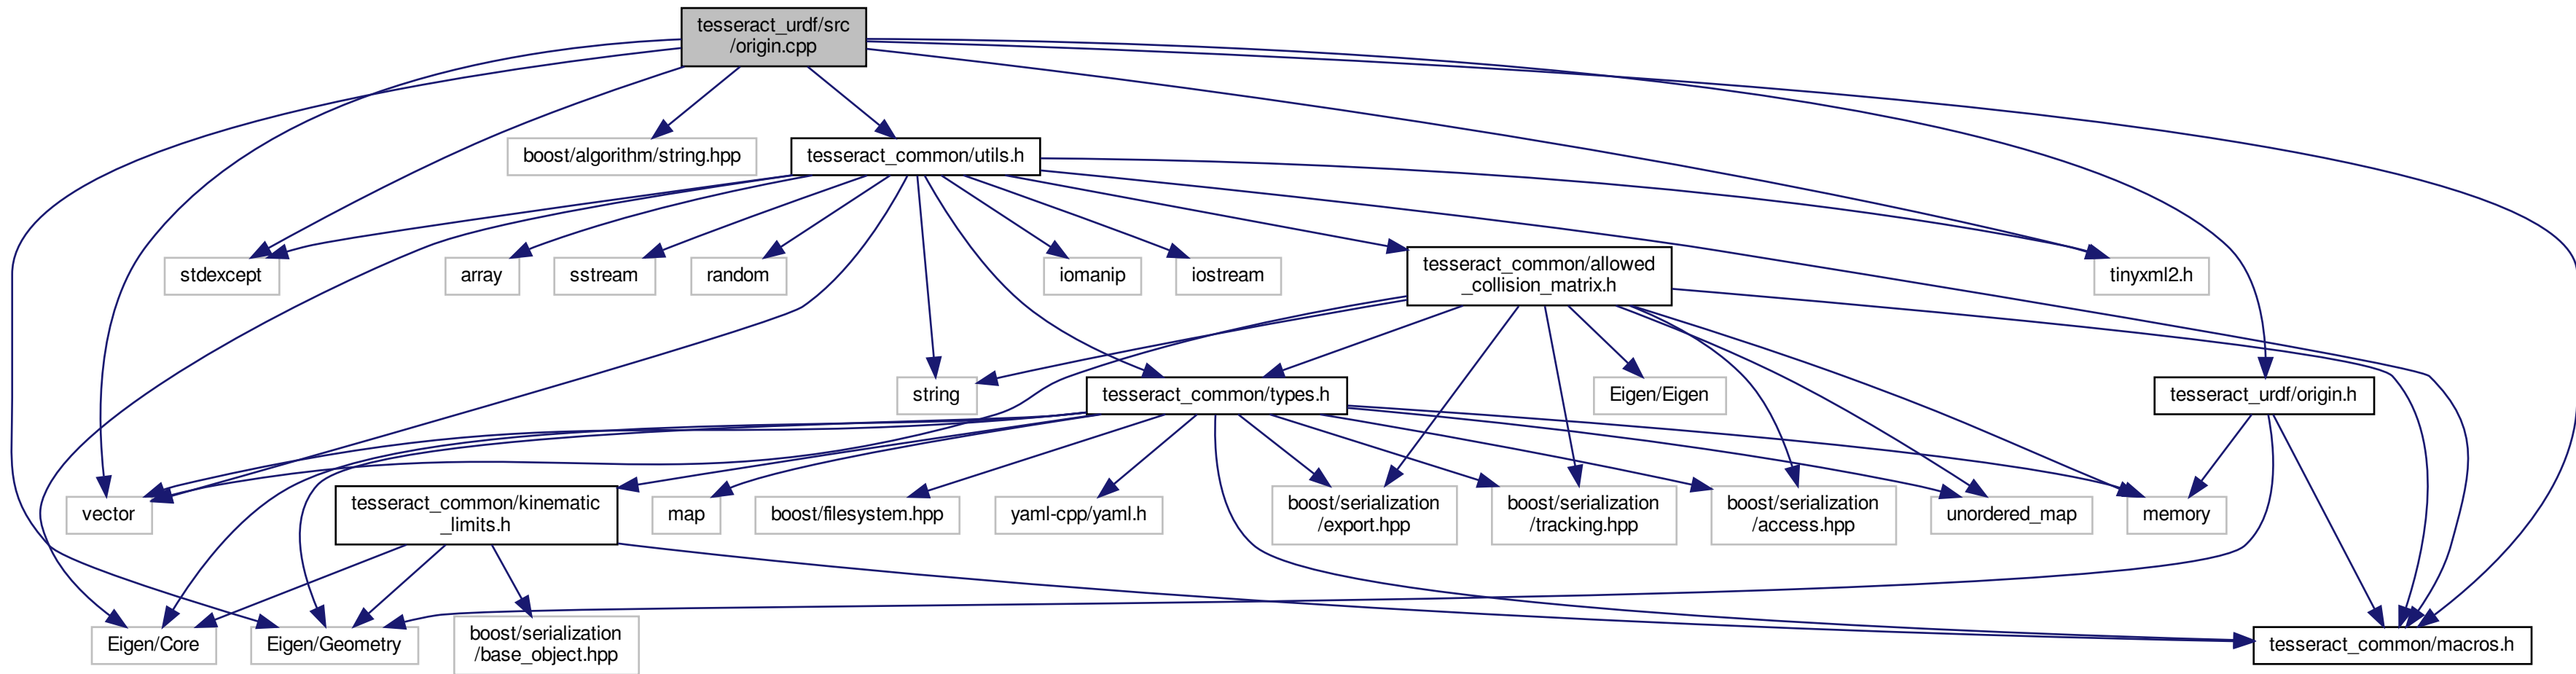 tesseract_urdf/src
/origin.cpp
boost/algorithm/string.hpp
tesseract_common/utils.h
stdexcept
array
sstream
random
iomanip
iostream
tesseract_common/allowed
_collision_matrix.h
tinyxml2.h
string
tesseract_common/types.h
Eigen/Eigen
tesseract_urdf/origin.h
vector
tesseract_common/kinematic
_limits.h
map
boost/filesystem.hpp
yaml-cpp/yaml.h
boost/serialization
/export.hpp
boost/serialization
/tracking.hpp
boost/serialization
/access.hpp
unordered_map
memory
Eigen/Core
Eigen/Geometry
boost/serialization
/base_object.hpp
tesseract_common/macros.h